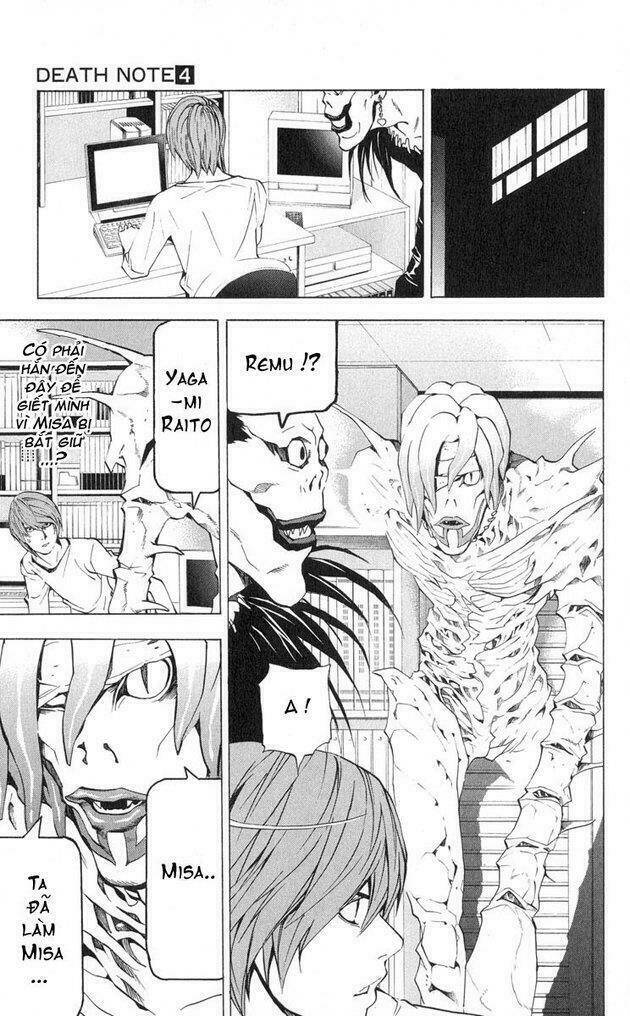 DEATH NOTE 4
REMU !?
A !
YAGA
-MI
RAITO
CÓ PHẢI
HẮN ĐẾN
ĐÂY ĐỂ
GIẾT MÌNH
VÌ MISA BỊ
BẮT GIỮ
....?
MISA..
TA
ĐÃ
LÀM
MISA
...